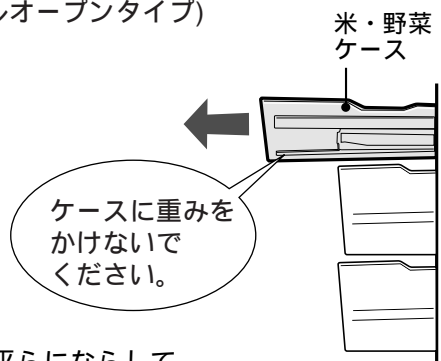 ルオープンタイプ)
米・野菜
ケース
ケースに重みを
かけないで
ください。
平らにならして